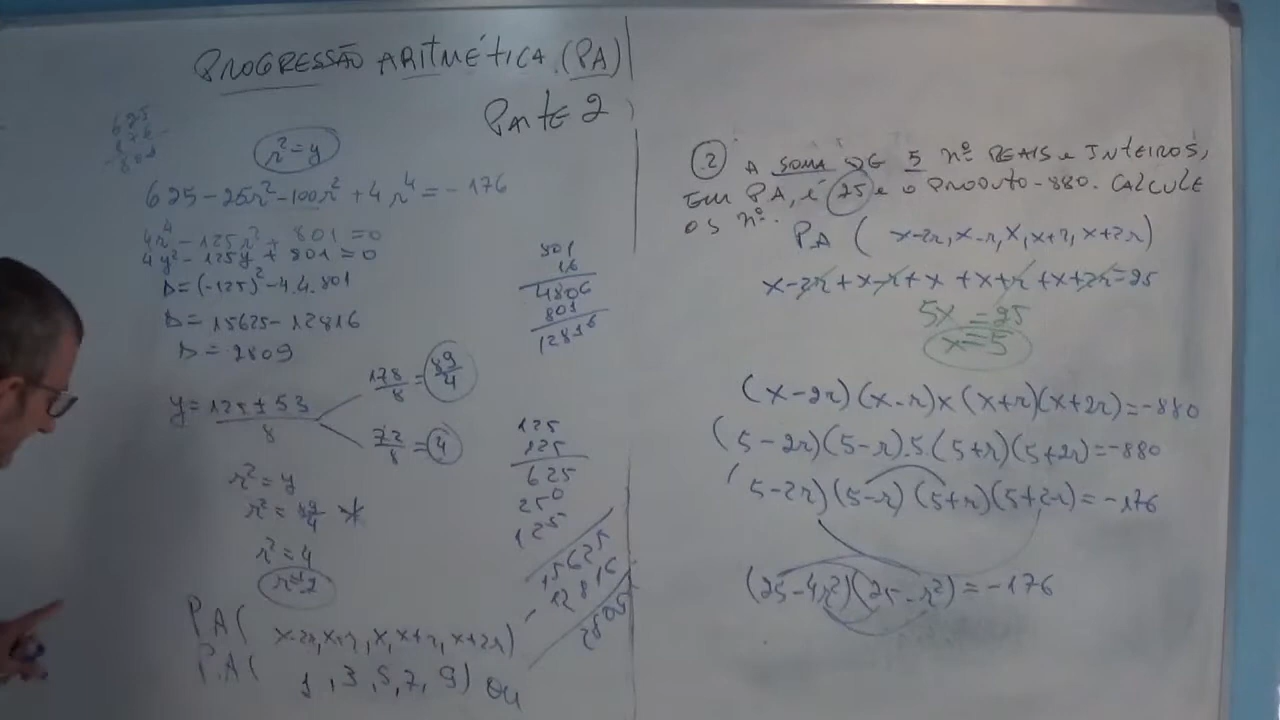 PROGRESSÃO ARITMÉTICA (PA)
PARTE 2
625
176
801
r² = y
625 - 25r² - 100r² + 4r⁴ = -176
4r⁴ - 125r² + 801 = 0
4y² - 125y + 801 = 0
Δ = (-125)² - 4.4.801
Δ = 15625 - 12816
Δ = 2809
y = 125 ± 53
8
178/8 = 89/4
72/8 = 4
r² = y
r² = 89/4
r² = 4
r = ±2
PA( x-2r, x-r, x, x+r, x+2r)
P.A( 1, 3, 5, 7, 9) ou
801
16
4806
801
12816
125
125
625
250
125
15625
- 12816
2809
2 A SOMA DE 5 nº REAIS e INTEIROS,
EM PA, é 25 e o PRODUTO -880. CALCULE
OS nº.
PA ( x-2r, x-r, x, x+r, x+2r)
x-2r + x-r + x + x+r + x+2r = 25
5x = 25
x = 5
(x-2r)(x-r)x(x+r)(x+2r) = -880
(5-2r)(5-r).5.(5+r)(5+2r) = -880
(5-2r)(5-r)(5+r)(5+2r) = -176
(25-4r²)(25-r²) = -176